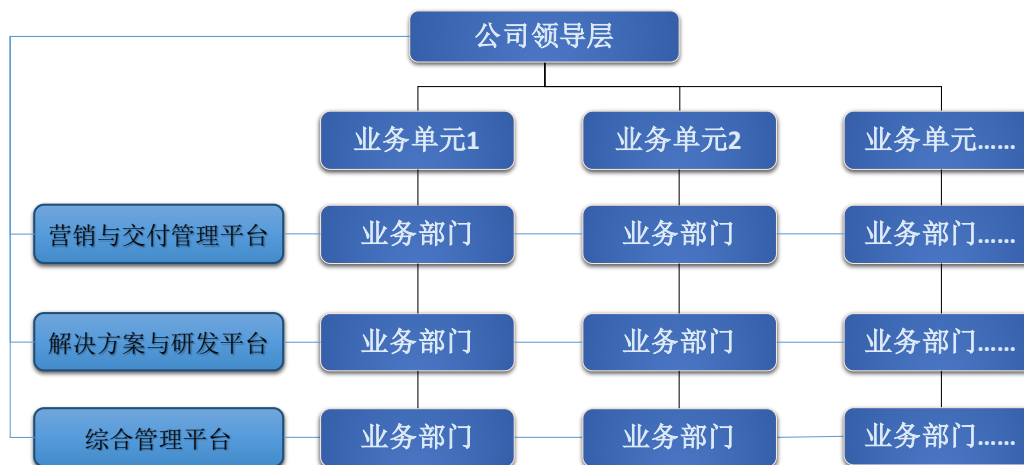 公司领导层
业务单元1
业务单元2
业务单元……
营销与交付管理平台
业务部门
业务部门
业务部门……
解决方案与研发平台
业务部门
业务部门
业务部门……
综合管理平台
业务部门
业务部门
业务部门……